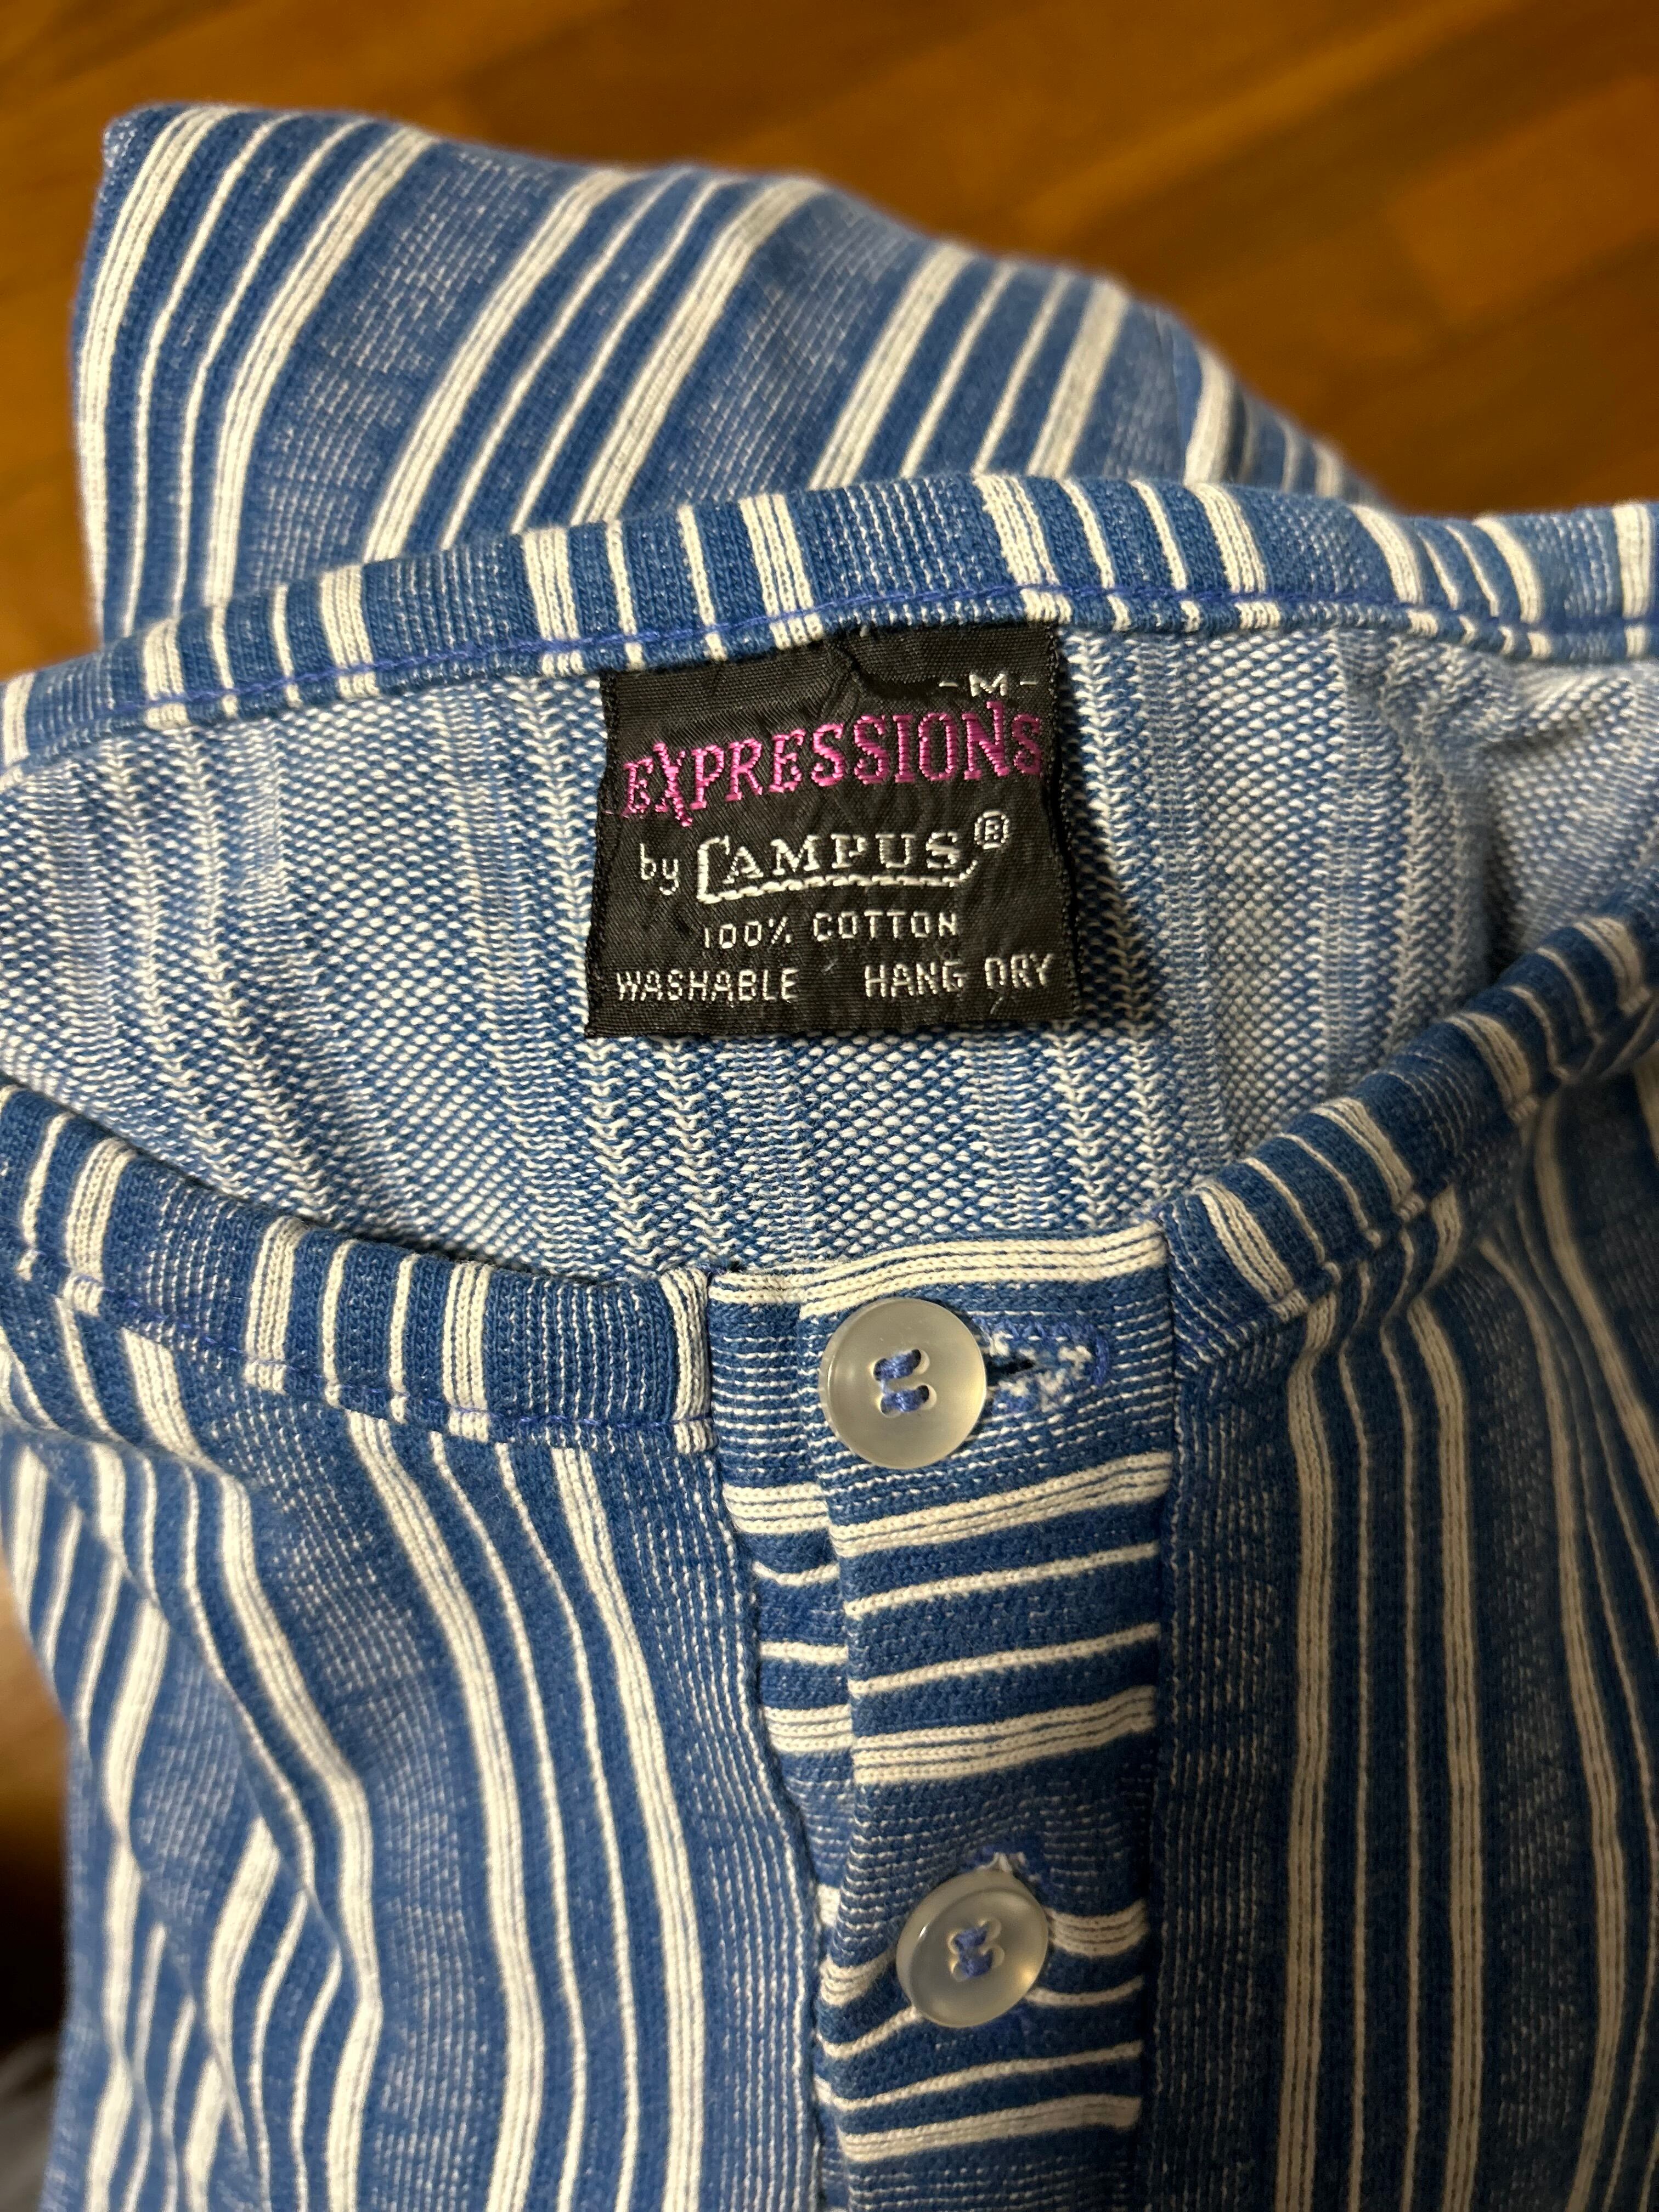 -M-
EXPRESSIONS
by CAMPUS®
100% COTTON
WASHABLE HANG DRY